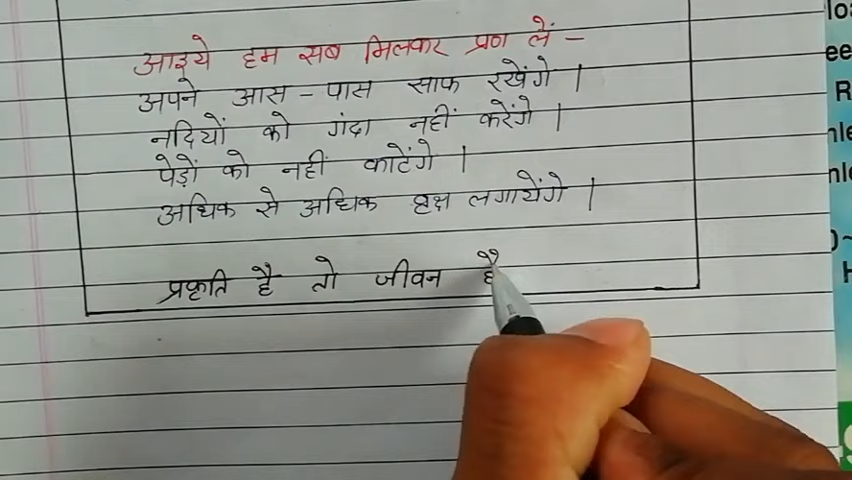 आइये हम सब मिलकर प्रण लें -
अपने आस - पास साफ रखेंगे |
नदियों को गंदा नहीं करेंगे |
पेड़ों को नहीं काटेंगे |
अधिक से अधिक वृक्ष लगायेंगे |
प्रकृति है तो जीवन है